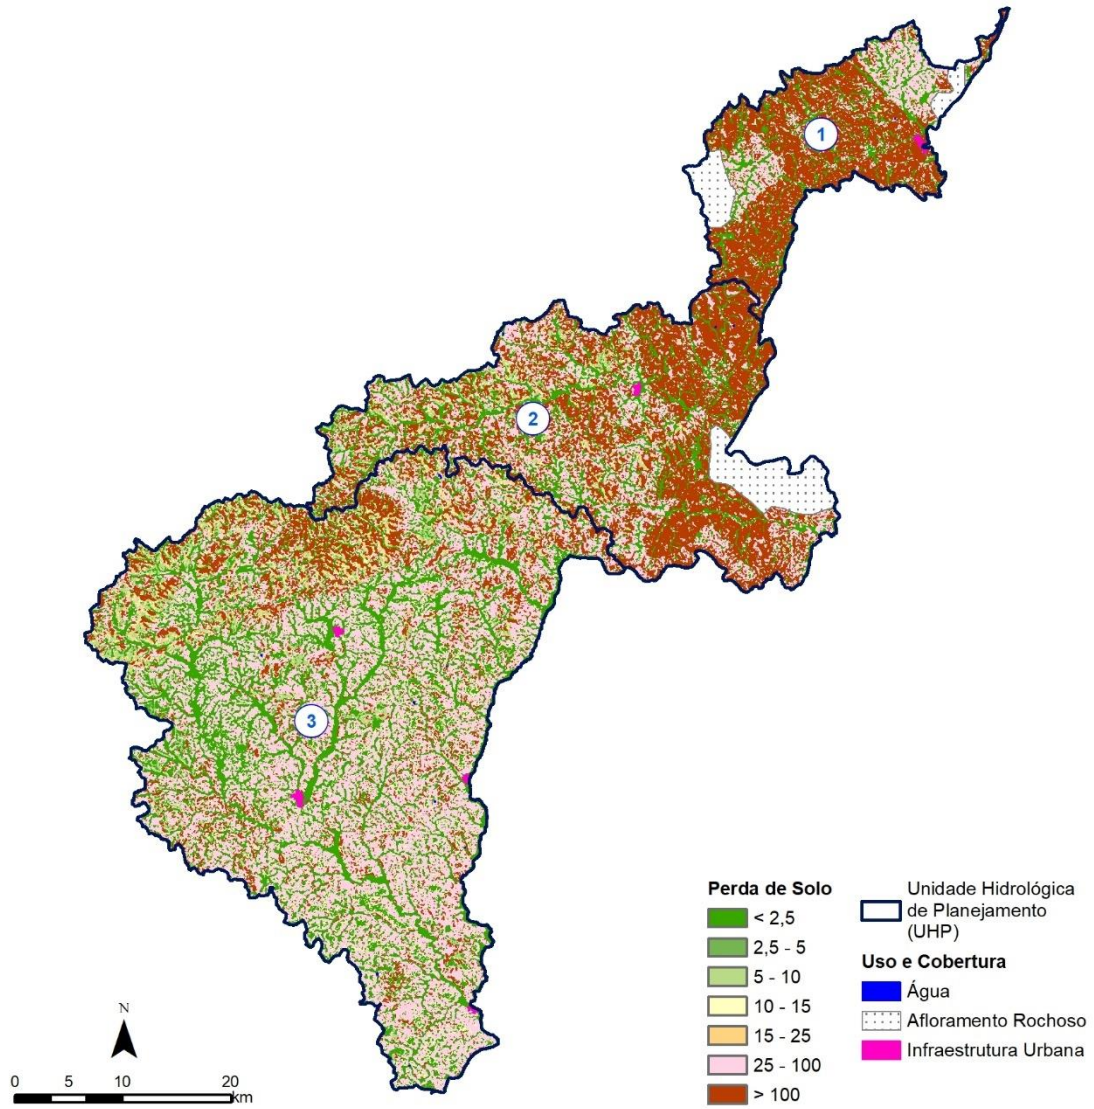 1
2
3
N
0 5 10 20
km
Perda de Solo
< 2,5
2,5 - 5
5 - 10
10 - 15
15 - 25
25 - 100
> 100
Unidade Hidrológica
de Planejamento
(UHP)
Uso e Cobertura
Água
Afloramento Rochoso
Infraestrutura Urbana